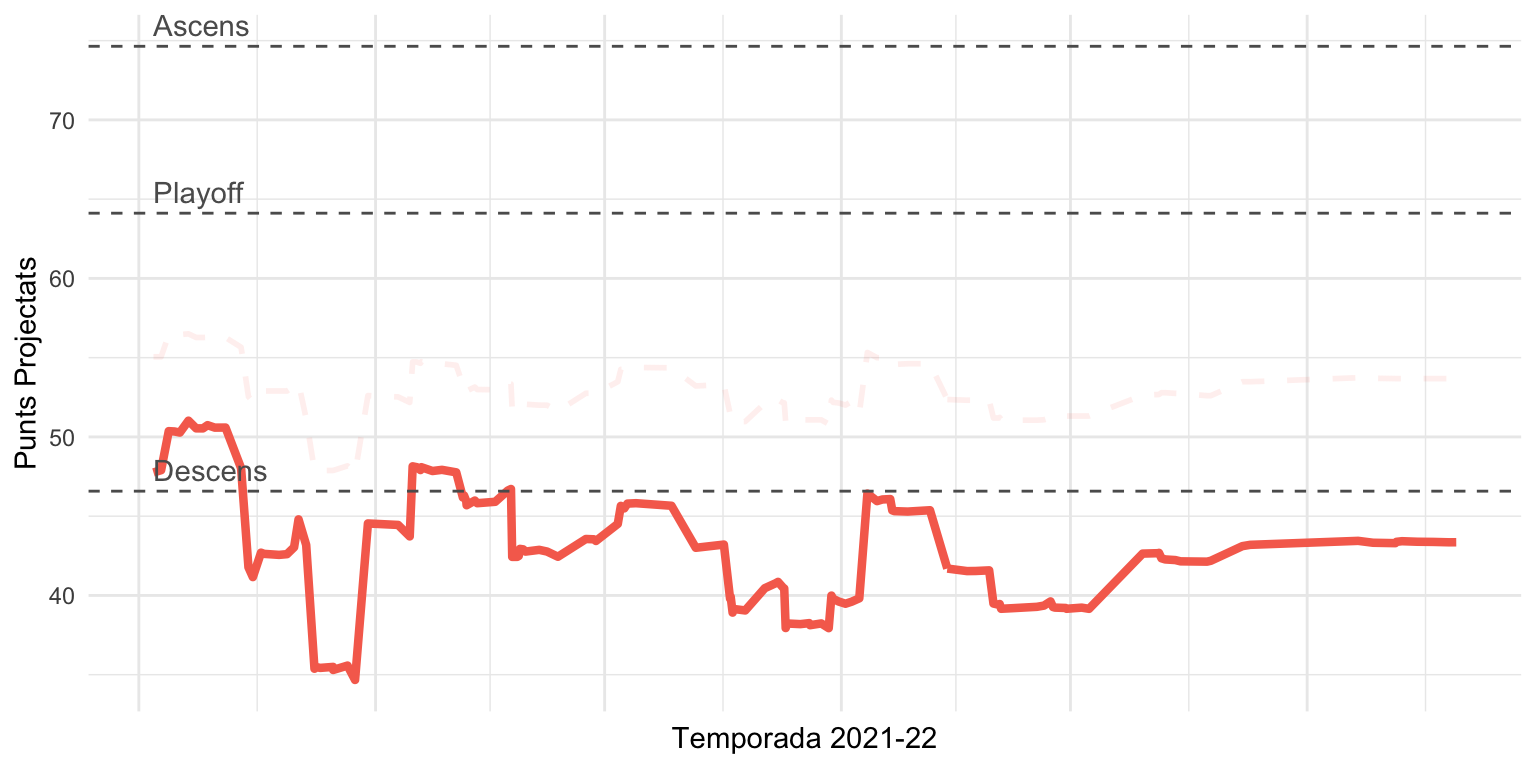 Ascens
70
Playoff
60
50
Descens
40
Punts Projectats
Temporada 2021-22